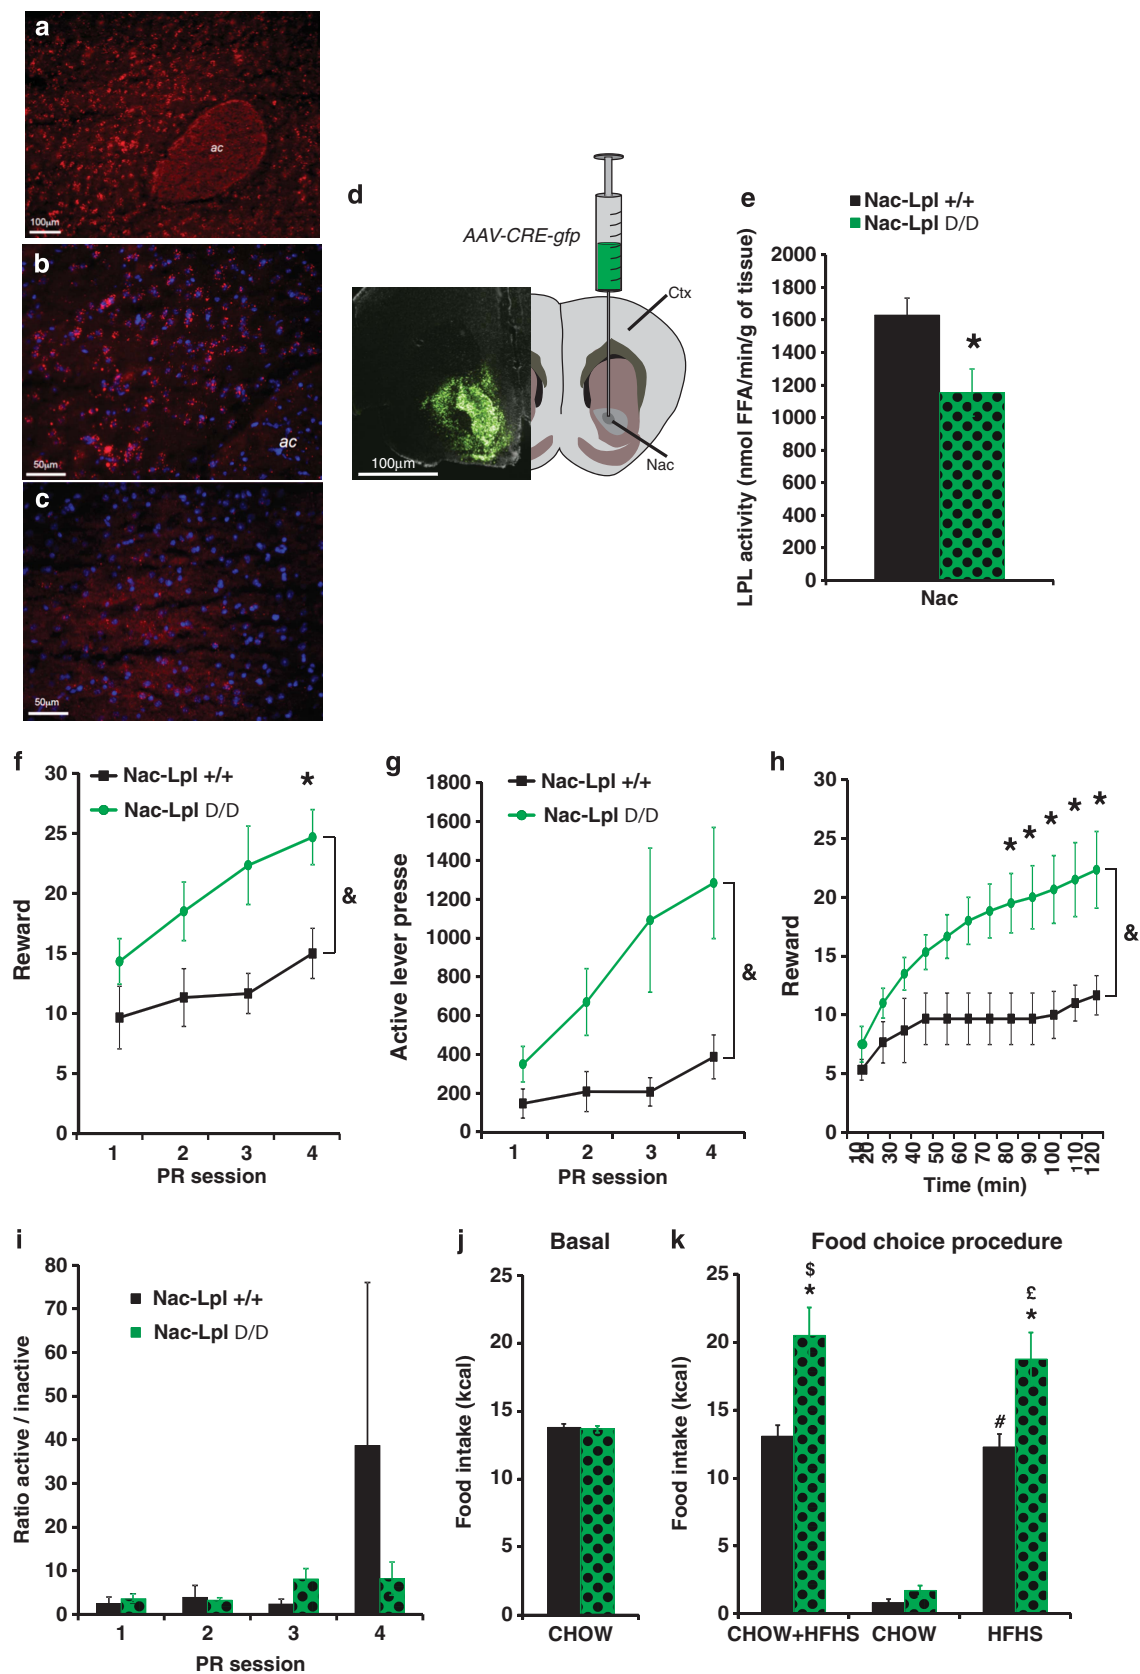 a
ac
100μm
b
ac
50μm
c
50μm
d
AAV-CRE-gfp
Ctx
Nac
100μm
e
Nac-Lpl +/+
Nac-Lpl D/D
LPL activity (nmol FFA/min/g of tissue)
2000
1800
1600
1400
1200
1000
800
600
400
200
0
*
Nac
f
Nac-Lpl +/+
Nac-Lpl D/D
Reward
30
25
20
15
10
5
0
*
&
1 2 3 4
PR session
g
Nac-Lpl +/+
Nac-Lpl D/D
Active lever presse
1800
1600
1400
1200
1000
800
600
400
200
0
&
1 2 3 4
PR session
h
Reward
30
25
20
15
10
5
0
* * * * *
&
10 20 30 40 50 60 70 80 90 100 110 120
Time (min)
i
Nac-Lpl +/+
Nac-Lpl D/D
Ratio active / inactive
80
70
60
50
40
30
20
10
0
1 2 3 4
PR session
j
Basal
Food intake (kcal)
25
20
15
10
5
0
CHOW
k
Food choice procedure
Food intake (kcal)
25
20
15
10
5
0
$
*
#
£
*
CHOW+HFHS CHOW HFHS